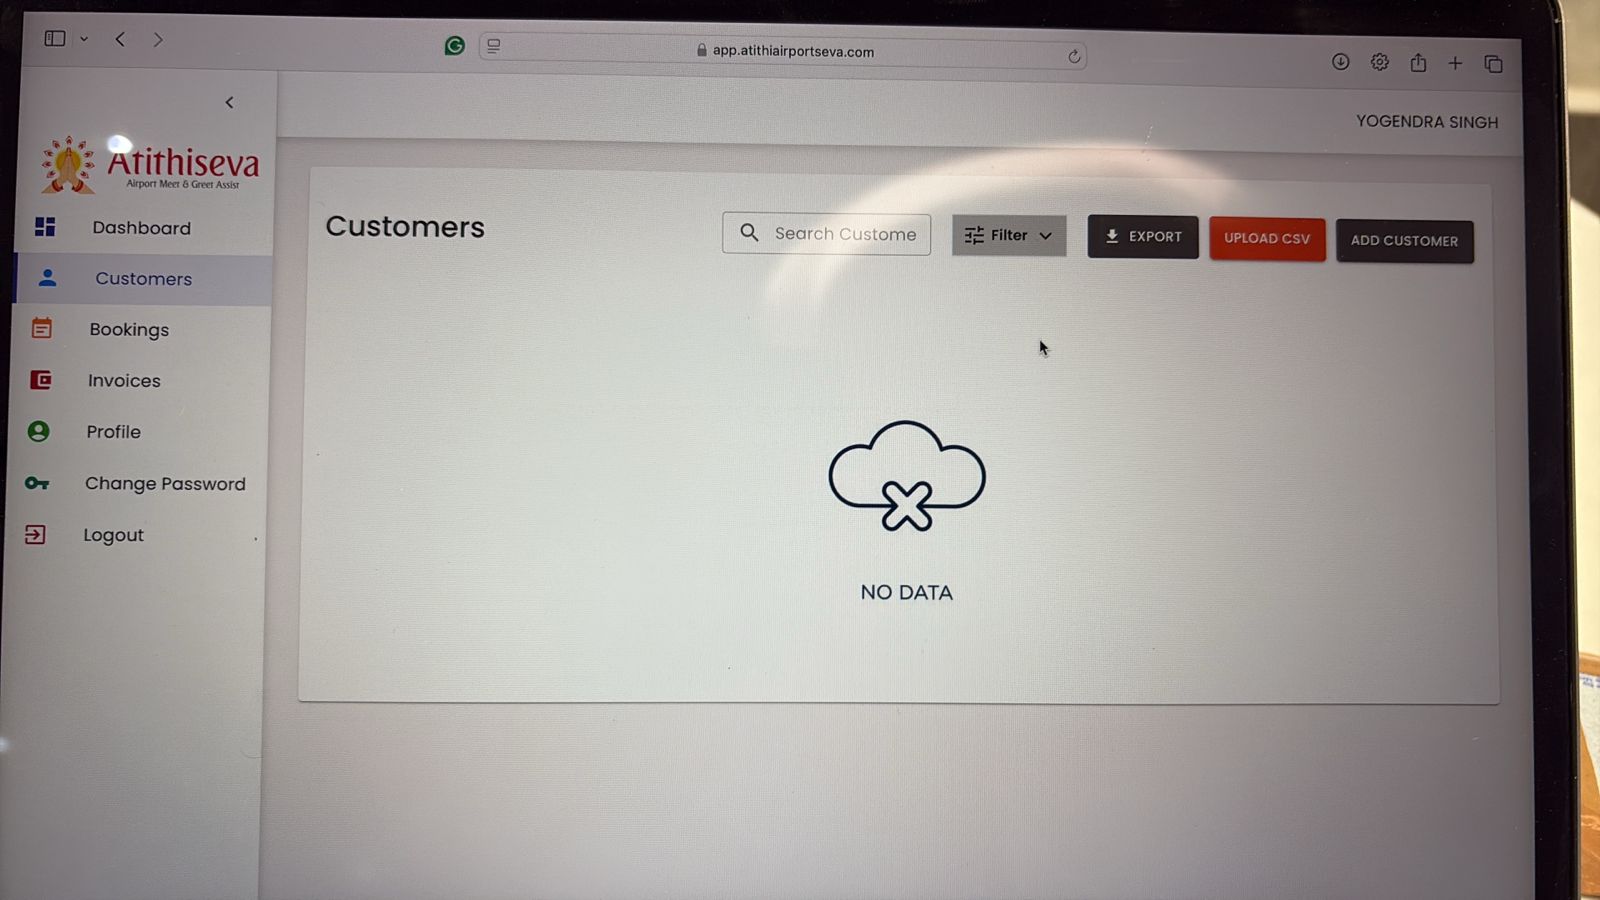 app.atithiairportseva.com
YOGENDRA SINGH
Atithiseva
Airport Meet & Greet Assist
Dashboard
Customers
Bookings
Invoices
Profile
Change Password
Logout
Customers
Search Custome
Filter
EXPORT
UPLOAD CSV
ADD CUSTOMER
NO DATA